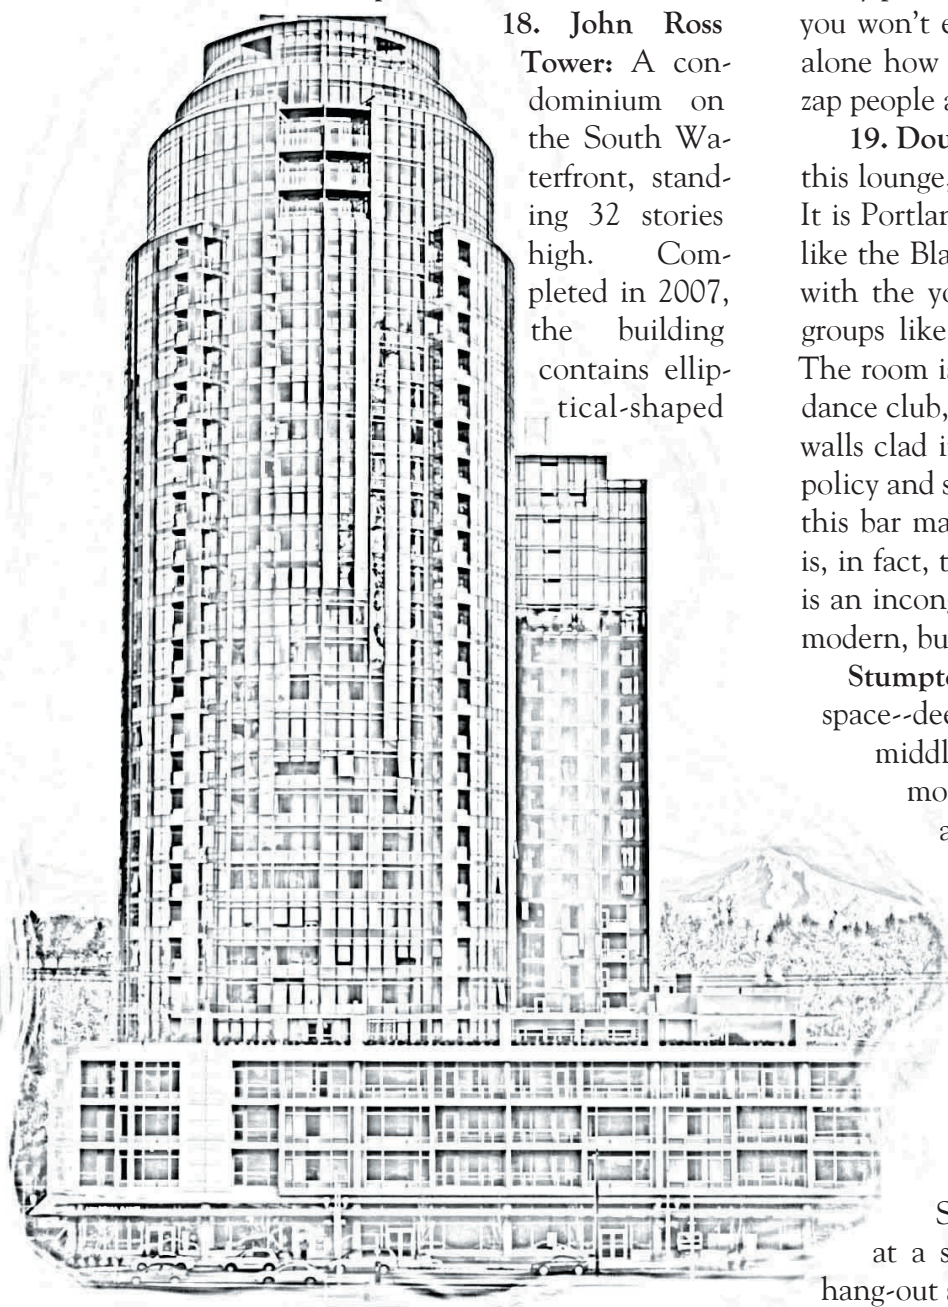 18. John Ross
Tower: A con-
dominium on
the South Wa-
terfront, stand-
ing 32 stories
high. Com-
pleted in 2007,
the building
contains ellip-
tical-shaped
you won't e
alone how
zap people a
19. Dou
this lounge,
It is Portlan
like the Bla
with the yo
groups like
The room is
dance club,
walls clad i
policy and s
this bar ma
is, in fact, t
is an incon
modern, bu
Stumpto
space--dee
middl
mo
a
S
at a s
hang-out